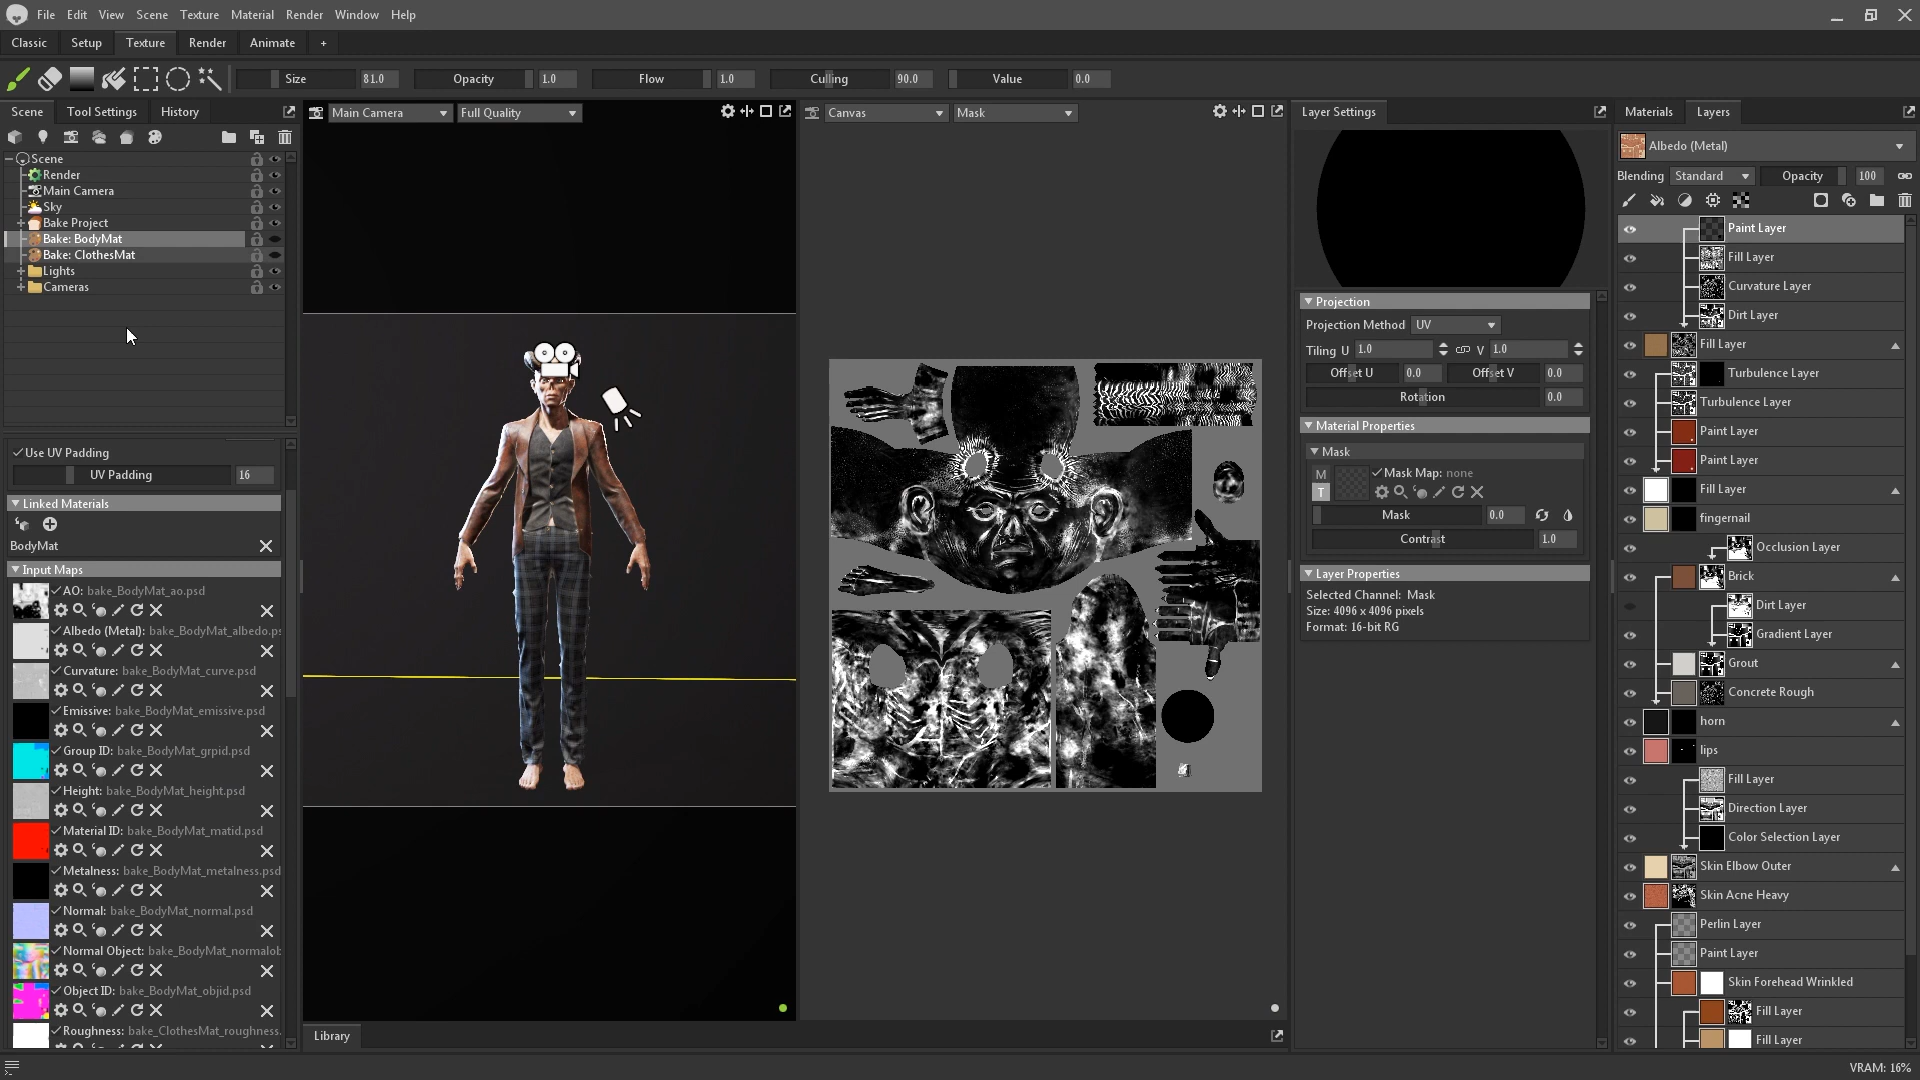 File Edit View Scene Texture Material Render Window Help
Classic Setup Texture Render Animate +
Size 81.0 Opacity 1.0 Flow 1.0 Culling 90.0 Value 0.0
Scene Tool Settings History
Scene
Render
Main Camera
Sky
Bake Project
Bake: BodyMat
Bake: ClothesMat
Lights
Cameras
Use UV Padding
UV Padding 16
Linked Materials
BodyMat
Input Maps
AO: bake_BodyMat_ao.psd
Albedo (Metal): bake_BodyMat_albedo.ps
Curvature: bake_BodyMat_curve.psd
Emissive: bake_BodyMat_emissive.psd
Group ID: bake_BodyMat_grpid.psd
Height: bake_BodyMat_height.psd
Material ID: bake_BodyMat_matid.psd
Metalness: bake_BodyMat_metalness.psd
Normal: bake_BodyMat_normal.psd
Normal Object: bake_BodyMat_normalob
Object ID: bake_BodyMat_objid.psd
Roughness: bake_ClothesMat_roughness.
Main Camera Full Quality
Canvas Mask
Library
Layer Settings
Projection
Projection Method UV
Tiling U 1.0 V 1.0
Offset U 0.0 Offset V 0.0
Rotation 0.0
Material Properties
Mask
M
T
Mask Map: none
Mask 0.0
Contrast 1.0
Layer Properties
Selected Channel: Mask
Size: 4096 x 4096 pixels
Format: 16-bit RG
Materials Layers
Albedo (Metal)
Blending Standard Opacity 100
Paint Layer
Fill Layer
Curvature Layer
Dirt Layer
Fill Layer
Turbulence Layer
Turbulence Layer
Paint Layer
Paint Layer
Fill Layer
fingernail
Occlusion Layer
Brick
Dirt Layer
Gradient Layer
Grout
Concrete Rough
horn
lips
Fill Layer
Direction Layer
Color Selection Layer
Skin Elbow Outer
Skin Acne Heavy
Perlin Layer
Paint Layer
Skin Forehead Wrinkled
Fill Layer
Fill Layer
VRAM: 16%